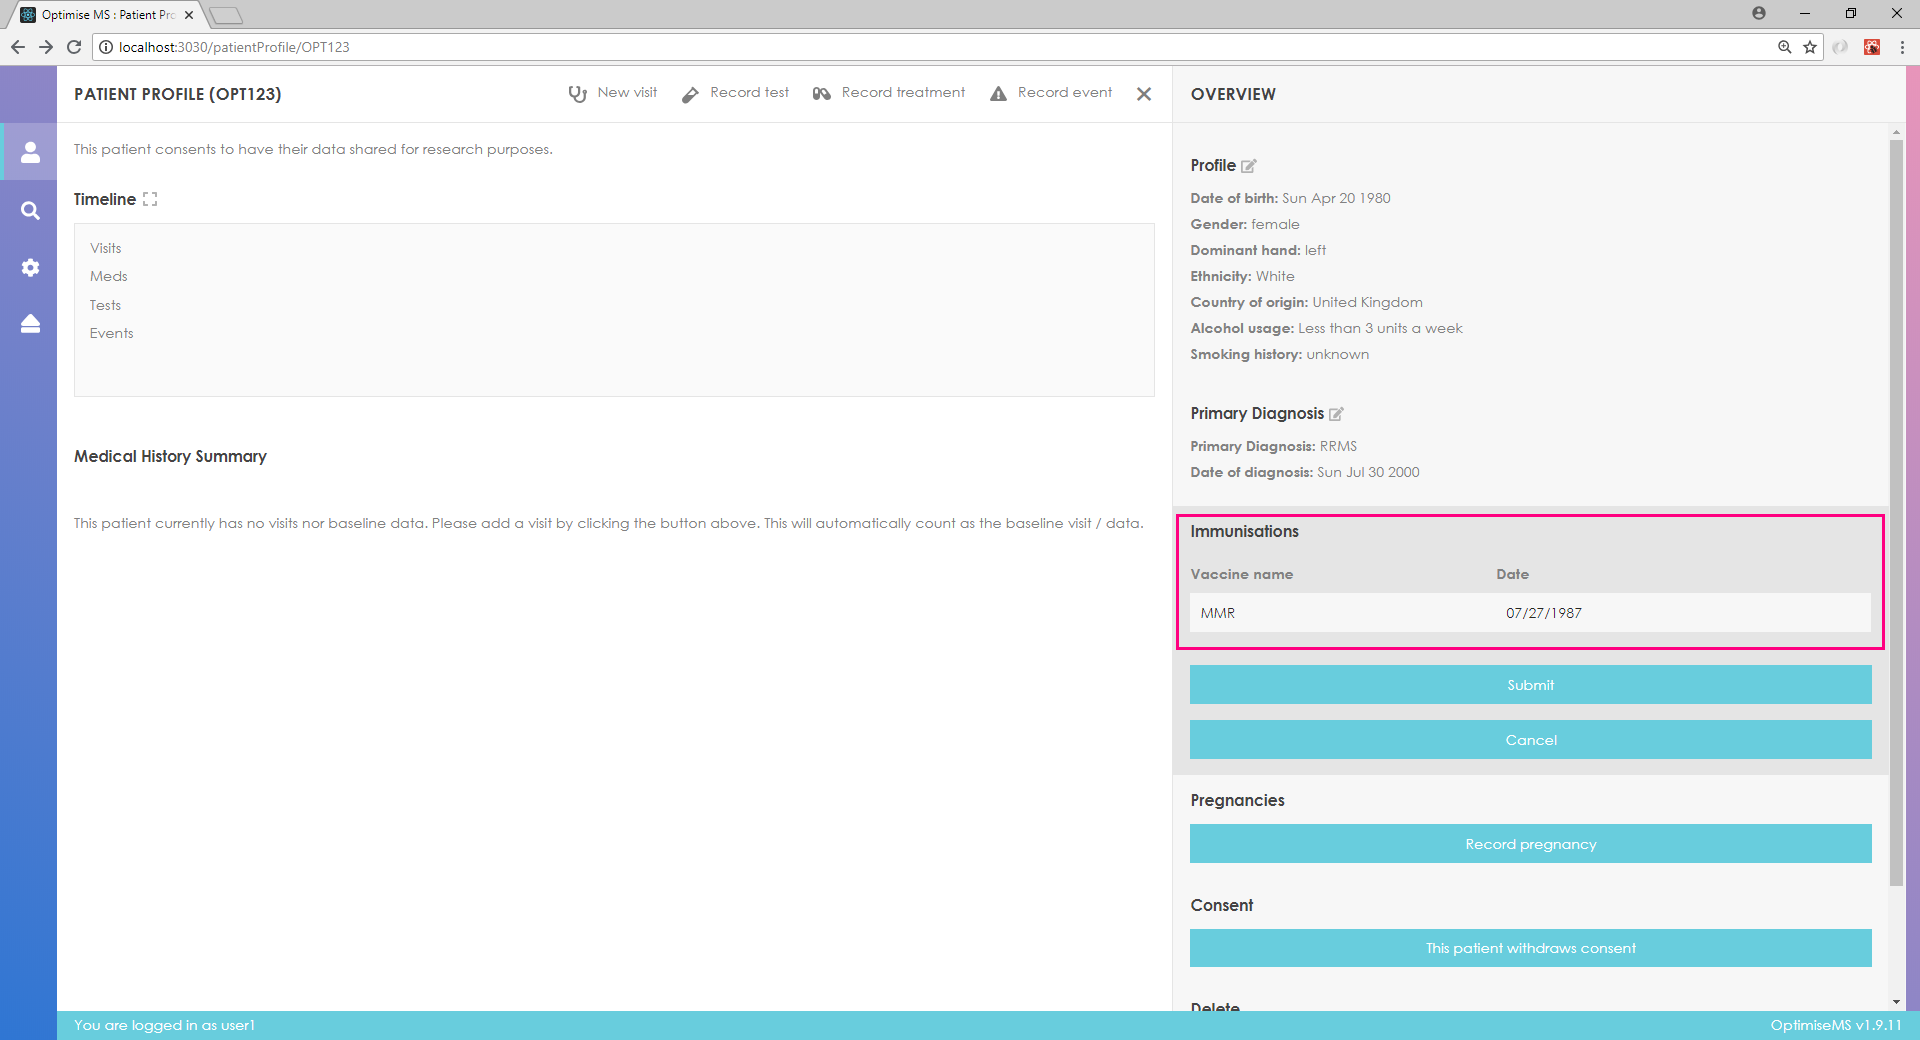 Optimise MS : Patient Pro
localhost:3030/patientProfile/OPT123
PATIENT PROFILE (OPT123)
New visit
Record test
Record treatment
Record event
This patient consents to have their data shared for research purposes.
Timeline
Visits
Meds
Tests
Events
Medical History Summary
This patient currently has no visits nor baseline data. Please add a visit by clicking the button above. This will automatically count as the baseline visit / data.
OVERVIEW
Profile
Date of birth: Sun Apr 20 1980
Gender: female
Dominant hand: left
Ethnicity: White
Country of origin: United Kingdom
Alcohol usage: Less than 3 units a week
Smoking history: unknown
Primary Diagnosis
Primary Diagnosis: RRMS
Date of diagnosis: Sun Jul 30 2000
Immunisations
Vaccine name Date
MMR 07/27/1987
Submit
Cancel
Pregnancies
Record pregnancy
Consent
This patient withdraws consent
Delete
You are logged in as user1
OptimiseMS v1.9.11